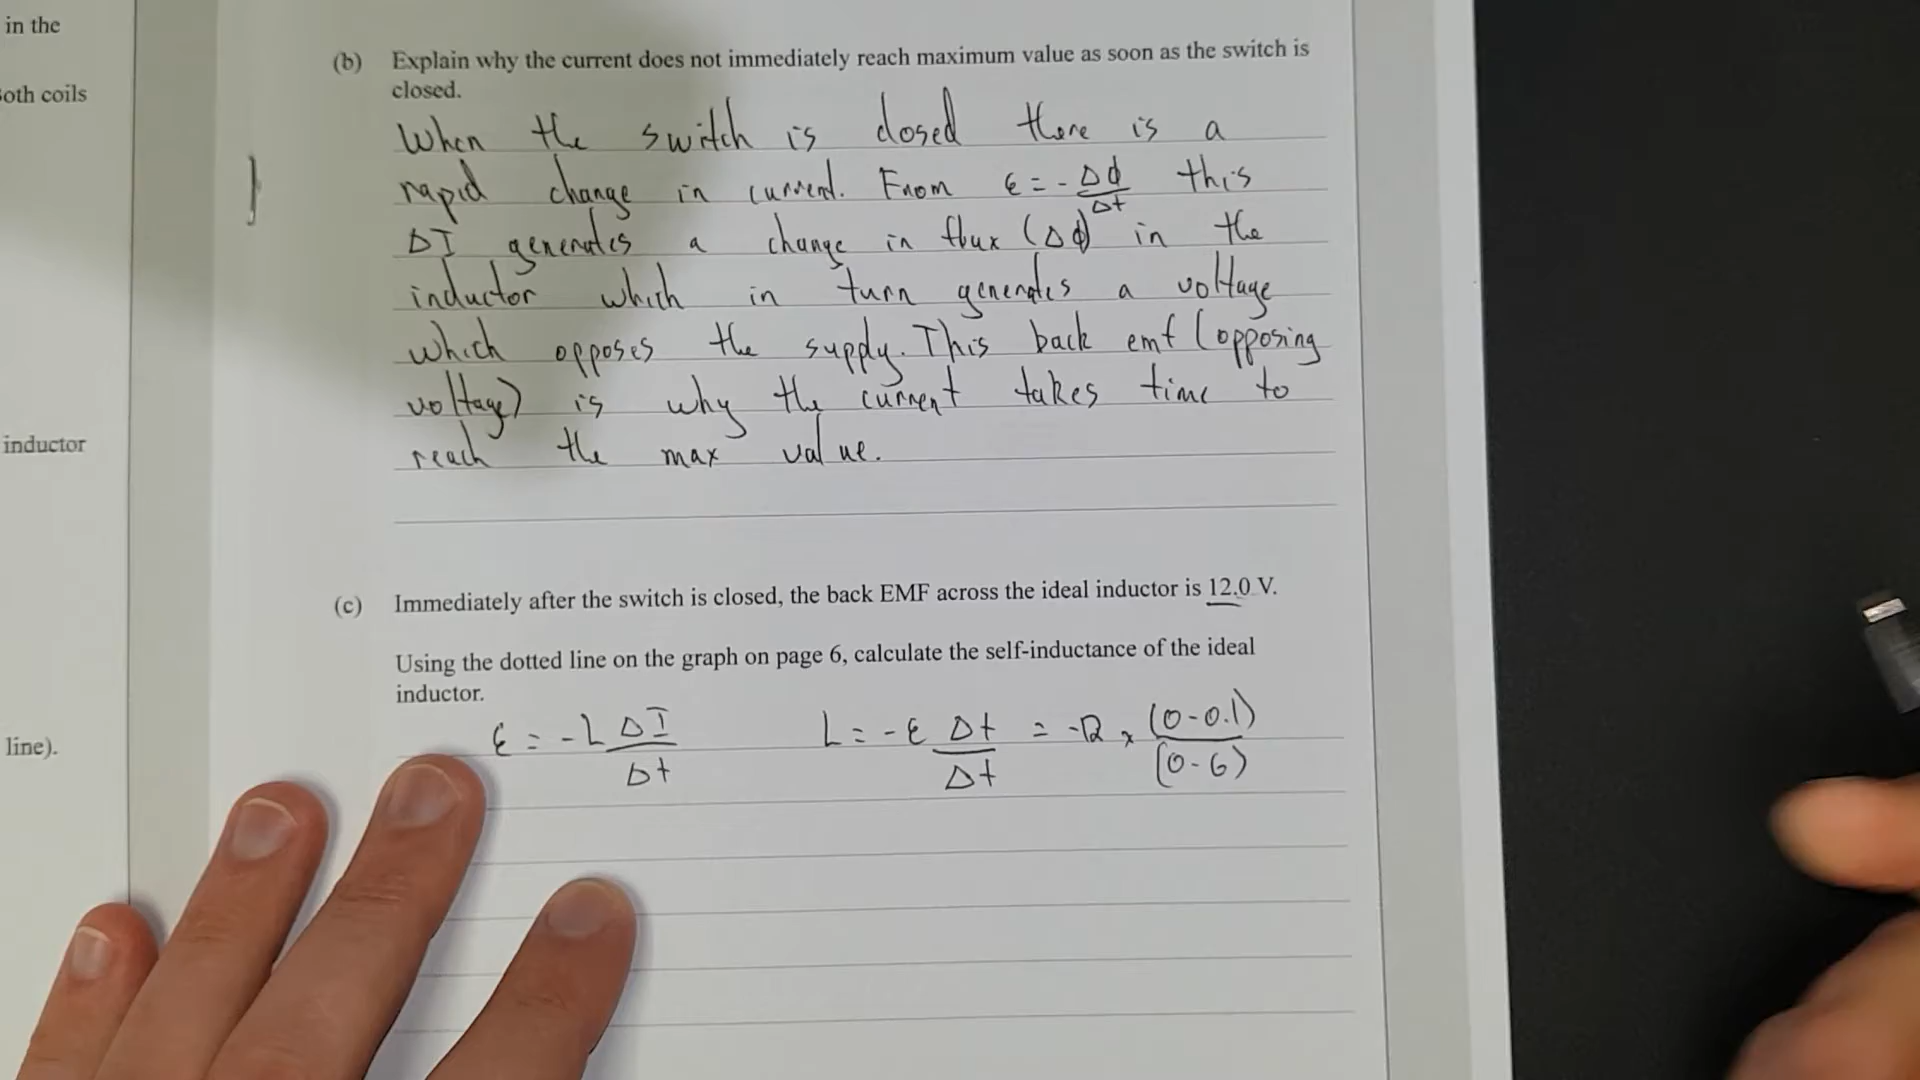 in the
oth coils
inductor
line).
(b) Explain why the current does not immediately reach maximum value as soon as the switch is
closed.
When the switch is closed there is a
rapid change in current. From ε = - Δϕ/Δt this
ΔI generates a change in flux (Δϕ) in the
inductor which in turn generates a voltage
which opposes the supply. This back emf (opposing
voltage) is why the current takes time to
reach the max value.
(c) Immediately after the switch is closed, the back EMF across the ideal inductor is 12.0 V.
Using the dotted line on the graph on page 6, calculate the self-inductance of the ideal
inductor.
ε = -L ΔI/Δt L = -ε Δt/Δt = -12 × (0-0.1)/(0-6)